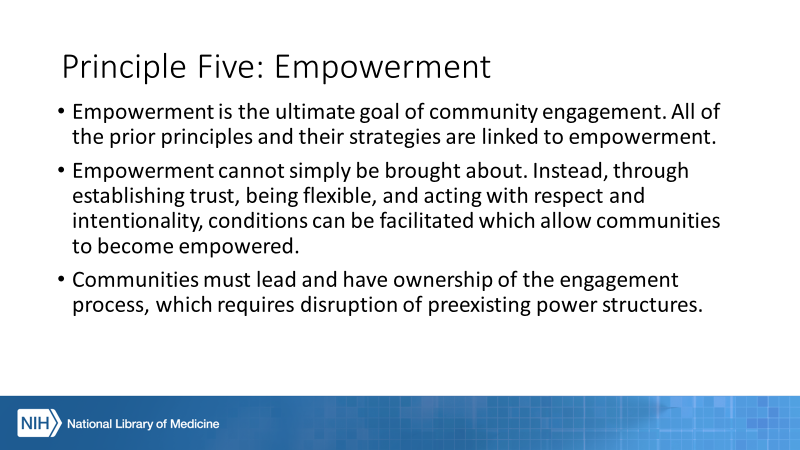 Principle Five: Empowerment
• Empowerment is the ultimate goal of community engagement. All of
the prior principles and their strategies are linked to empowerment.
• Empowerment cannot simply be brought about. Instead, through
establishing trust, being flexible, and acting with respect and
intentionality, conditions can be facilitated which allow communities
to become empowered.
• Communities must lead and have ownership of the engagement
process, which requires disruption of preexisting power structures.
NIH National Library of Medicine